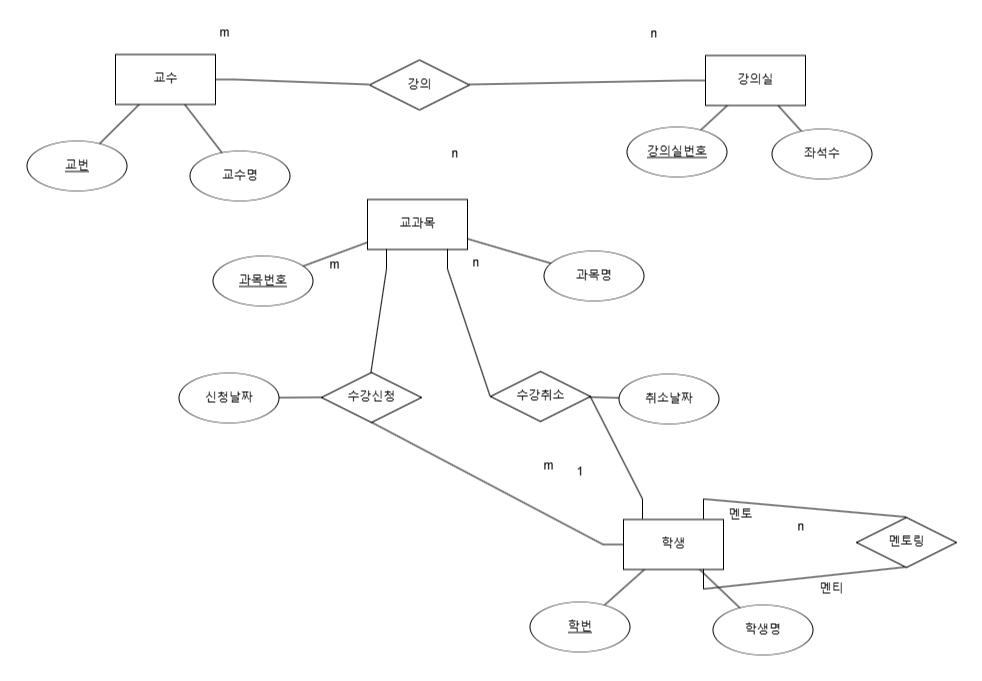 m
n
교수
강의
강의실
교번
교수명
n
강의실번호
좌석수
교과목
과목번호
m
n
과목명
신청날짜
수강신청
수강취소
취소날짜
m
1
멘토
n
학생
멘토링
멘티
학번
학생명